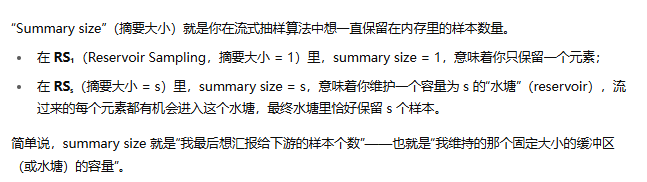 “Summary size”（摘要大小）就是你在流式抽样算法中想一直保留在内存里的样本数量。
• 在 RS₁（Reservoir Sampling，摘要大小 = 1）里，summary size = 1，意味着你只保留一个元素；
• 在 RSₛ（摘要大小 = s）里，summary size = s，意味着你维护一个容量为 s 的“水塘”（reservoir），流
过来的每个元素都有机会进入这个水塘，最终水塘里恰好保留 s 个样本。
简单说，summary size 就是“我最后想汇报给下游的样本个数”——也就是“我维持的那个固定大小的缓冲区
（或水塘）的容量”。